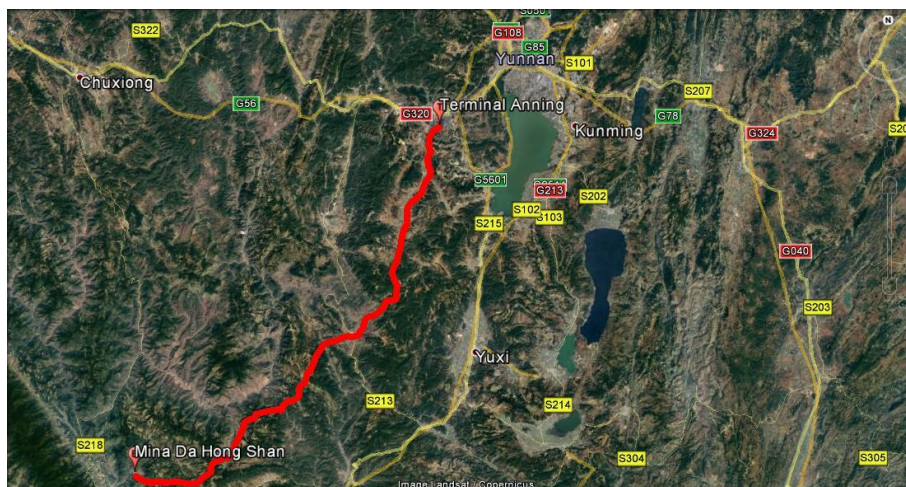 S0501
G108
S322
G85
Yunnan
S101
Chuxiong
S207
G56
Terminal Anning
G320
G78
Kunming
G324
G5601
G213
S202
S102
S103
S215
G040
S203
Yuxi
S213
S214
S218
Mina Da Hong Shan
S304
S305
Image Landsat / Copernicus
N